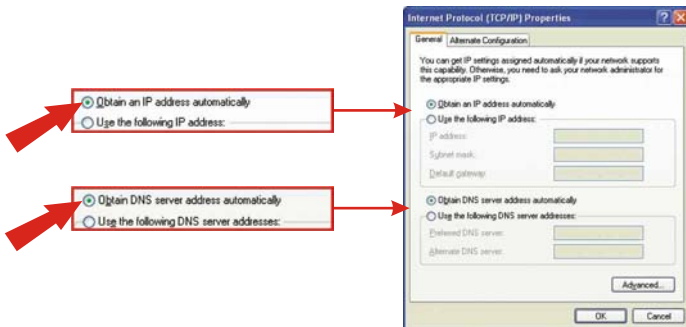 Obtain an IP address automatically
Use the following IP address:
Obtain DNS server address automatically
Use the following DNS server addresses:
Internet Protocol (TCP/IP) Properties
General
Alternate Configuration
You can get IP settings assigned automatically if your network supports
this capability. Otherwise, you need to ask your network administrator for
the appropriate IP settings.
Obtain an IP address automatically
Use the following IP address:
IP address:
Subnet mask:
Default gateway:
Obtain DNS server address automatically
Use the following DNS server addresses:
Preferred DNS server:
Alternate DNS server:
Advanced...
OK
Cancel